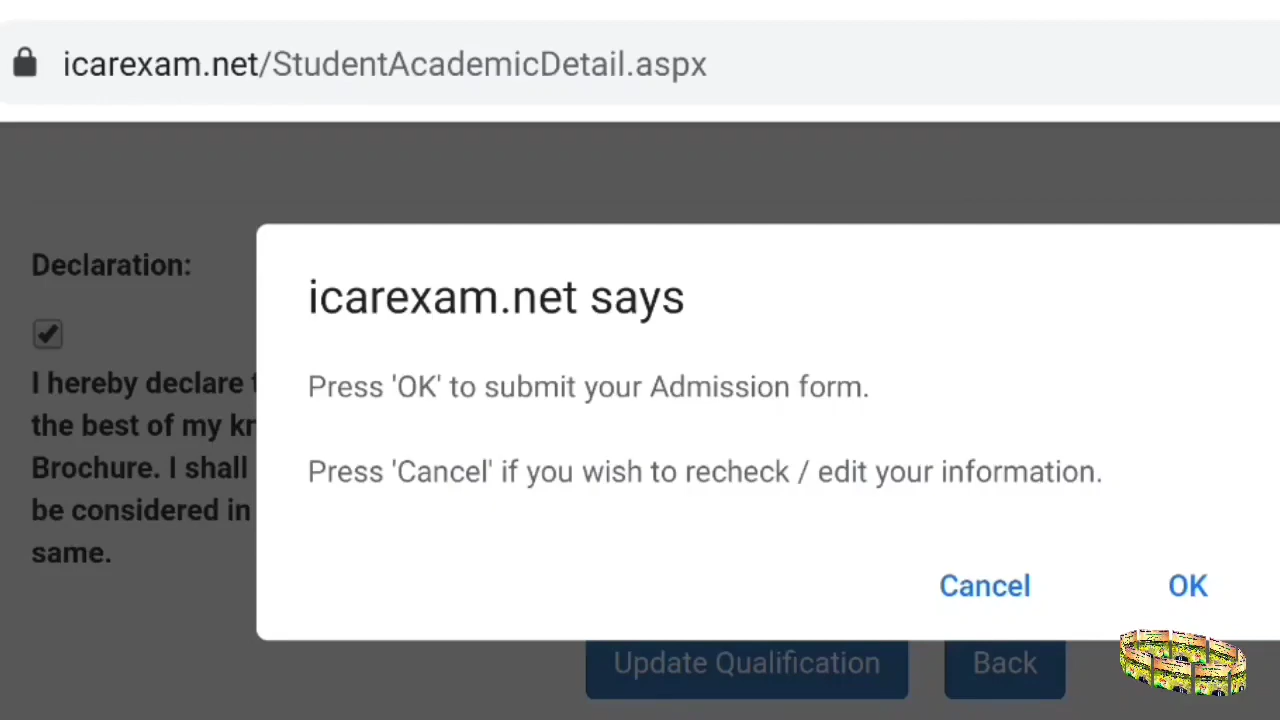 icarexam.net/StudentAcademicDetail.aspx
Declaration:
icarexam.net says
Press 'OK' to submit your Admission form.
Press 'Cancel' if you wish to recheck / edit your information.
Cancel OK
I hereby declare
the best of my
Brochure. I shall
be considered in
same.
Update Qualification Back